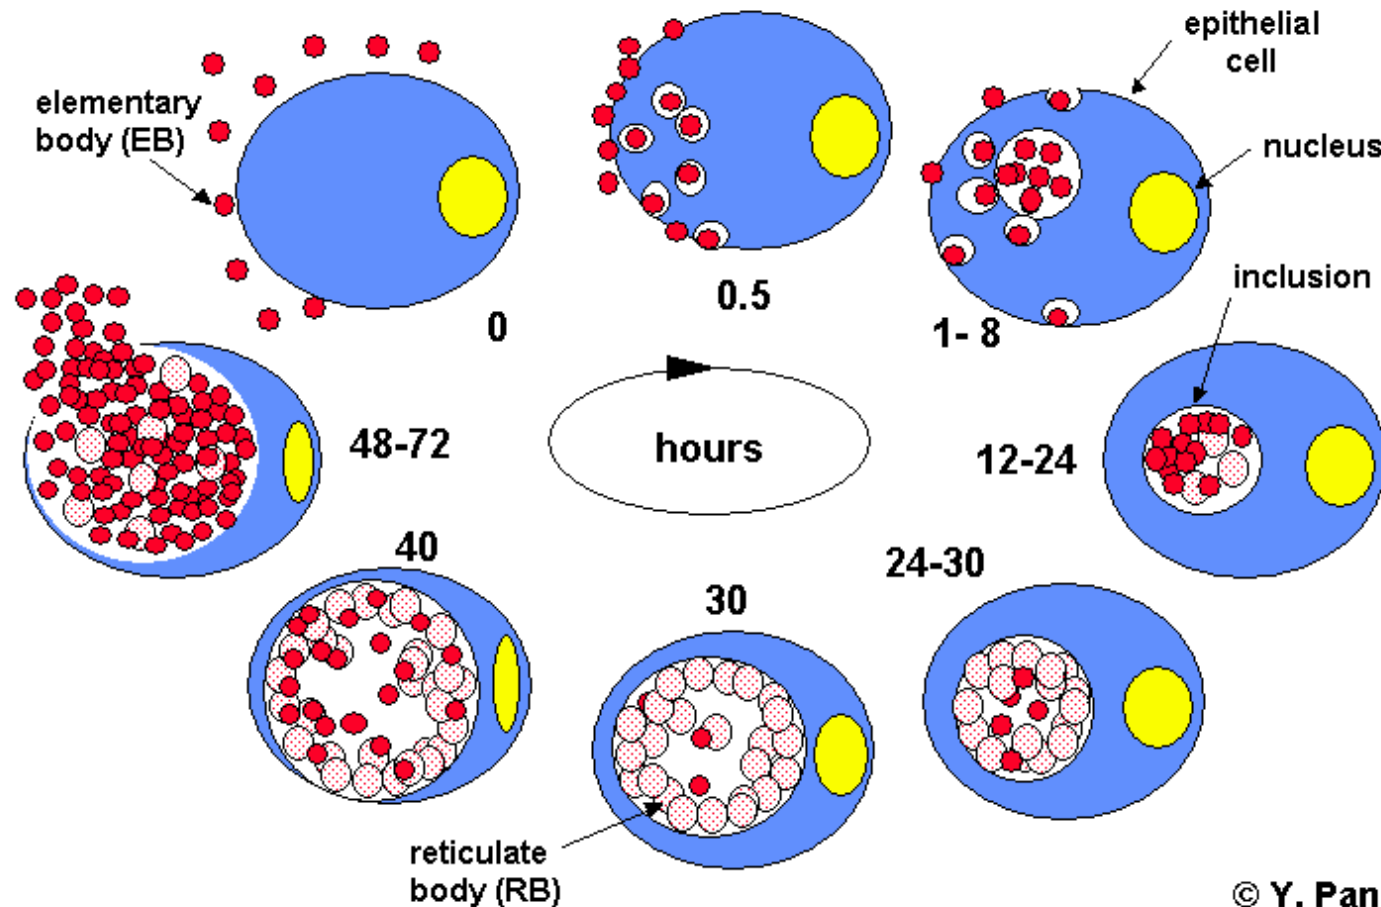 epithelial
cell
elementary
body (EB)
nucleus
inclusion
0
0.5
1- 8
48-72
hours
12-24
40
30
24-30
reticulate
body (RB)
© Y. Pan